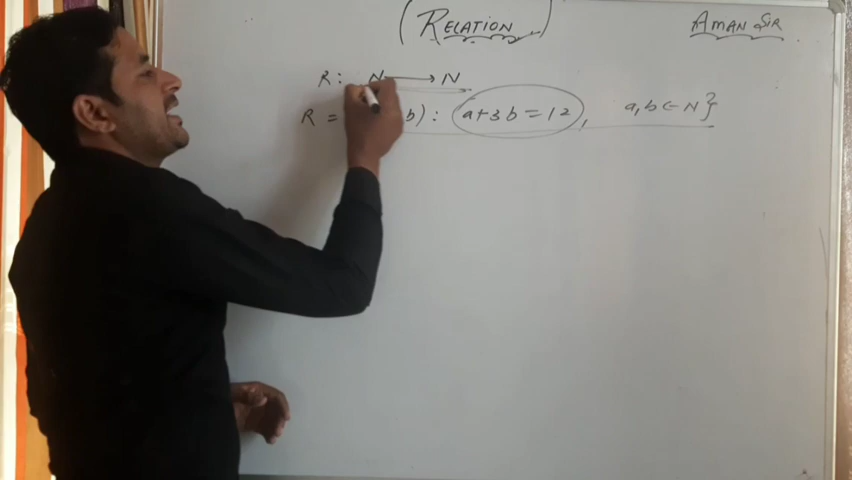 (RELATION)
AMAN SIR
R: N → N
R = b) : a+3b = 12, a,b ∈ N}